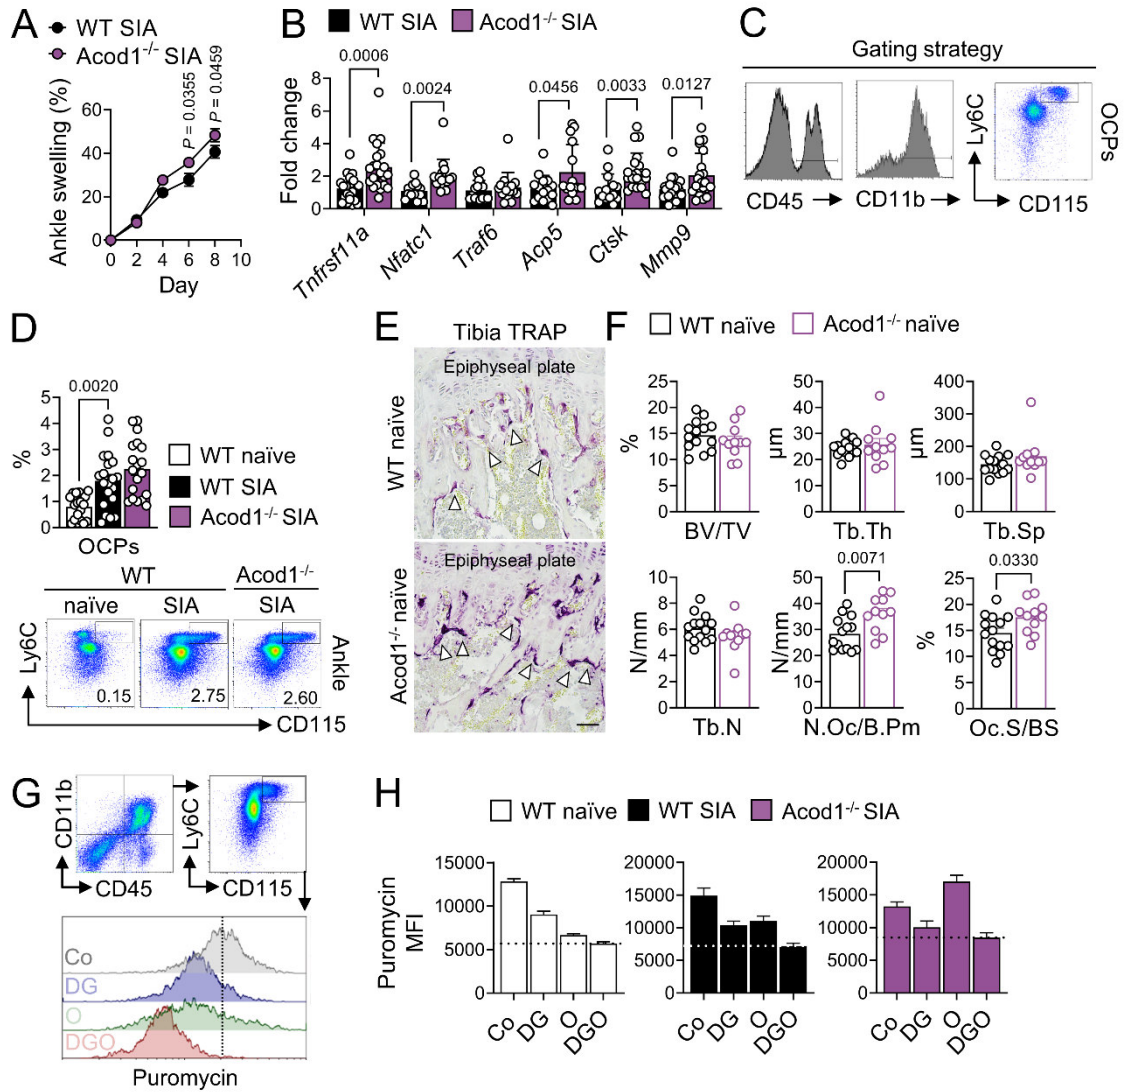 A
WT SIA
Acod1-/- SIA
Ankle swelling (%)
60
40
20
0
P = 0.0355
P = 0.0459
0 2 4 6 8 10
Day
B
WT SIA Acod1-/- SIA
Fold change
8
6
4
2
0
0.0006
0.0024
0.0456
0.0033
0.0127
Tnfrsf11a
Nfatc1
Traf6
Acp5
Ctsk
Mmp9
C
Gating strategy
CD45
CD11b
Ly6C
CD115
OCPs
D
%
5
4
3
2
1
0
0.0020
OCPs
WT naïve
WT SIA
Acod1-/- SIA
WT Acod1-/-
naïve SIA SIA
Ly6C
0.15 2.75 2.60
CD115
Ankle
E
Tibia TRAP
WT naïve
Epiphyseal plate
Acod1-/- naïve
Epiphyseal plate
F
WT naïve Acod1-/- naïve
%
25
20
15
10
5
0
BV/TV
µm
50
40
30
20
10
0
Tb.Th
µm
400
300
200
100
0
Tb.Sp
N/mm
10
8
6
4
2
0
Tb.N
N/mm
50
40
30
20
10
0
0.0071
N.Oc/B.Pm
%
25
20
15
10
5
0
0.0330
Oc.S/BS
G
CD11b
CD45
Ly6C
CD115
Co
DG
O
DGO
Puromycin
H
WT naïve WT SIA Acod1-/- SIA
Puromycin
MFI
15000
10000
5000
0
Co DG O DGO
20000
15000
10000
5000
0
Co DG O DGO
20000
15000
10000
5000
0
Co DG O DGO